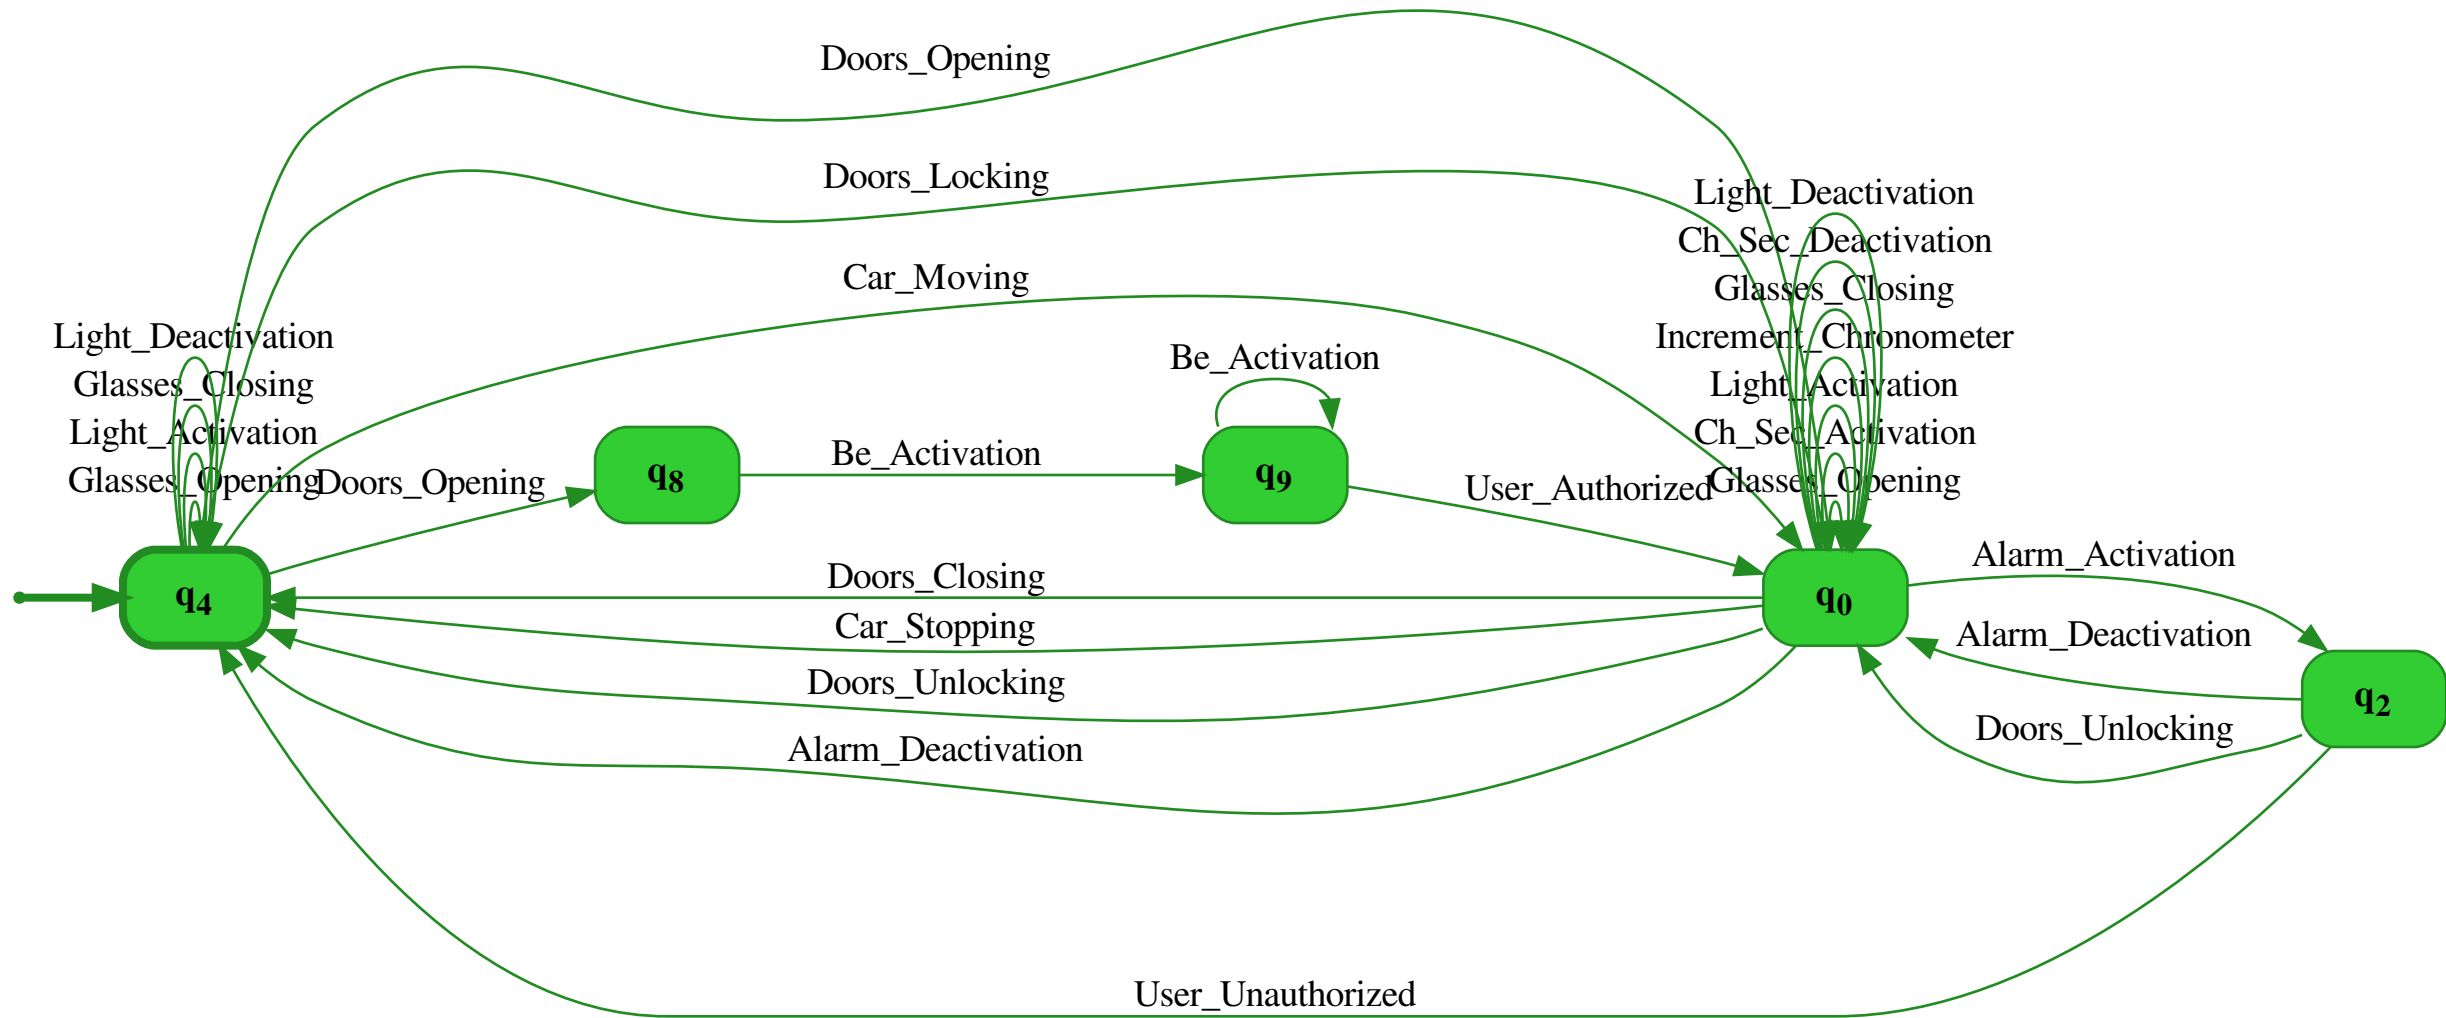 Doors_Opening
Doors_Locking
Car_Moving
Light_Deactivation
Glasses_Closing
Light_Activation
Glasses_Opening
Doors_Opening
q4
q8
Be_Activation
Be_Activation
q9
User_Authorized
Light_Deactivation
Ch_Sec_Deactivation
Glasses_Closing
Increment_Chronometer
Light_Activation
Ch_Sec_Activation
Glasses_Opening
q0
Doors_Closing
Car_Stopping
Doors_Unlocking
Alarm_Deactivation
Alarm_Activation
Alarm_Deactivation
Doors_Unlocking
q2
User_Unauthorized